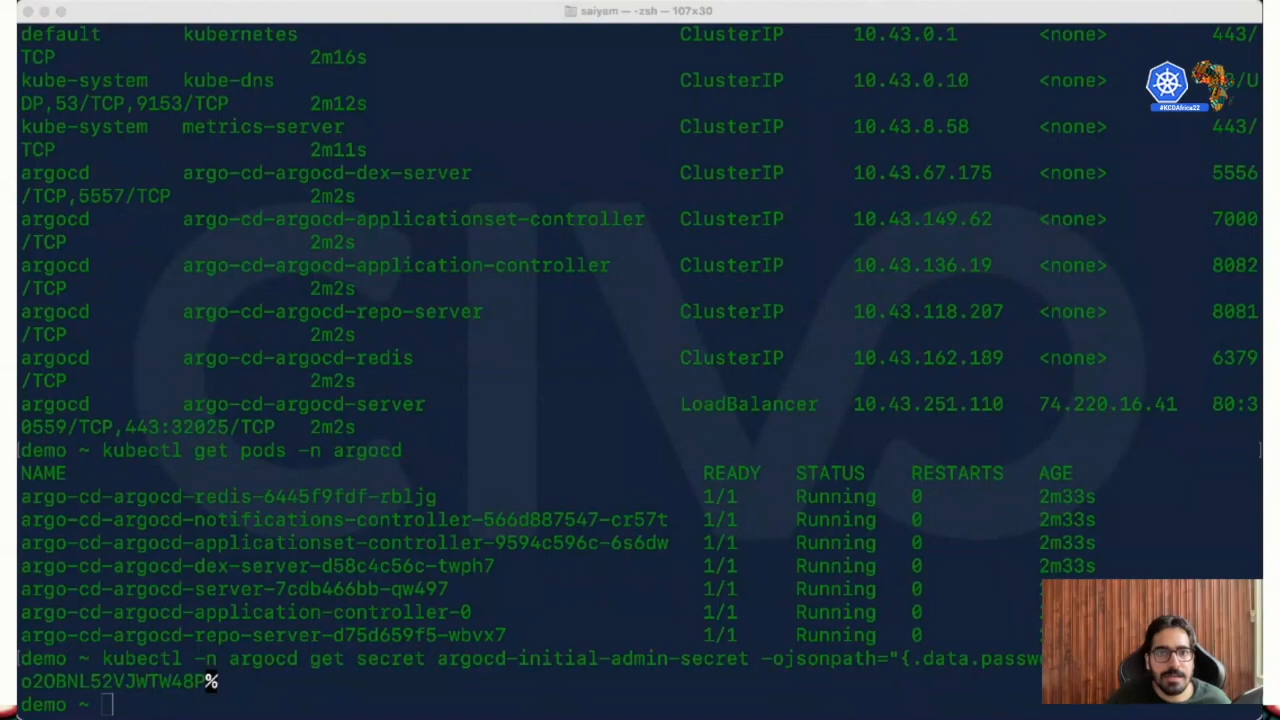 saiyam — -zsh — 107×30
default kubernetes ClusterIP 10.43.0.1 <none> 443/
TCP 2m16s
kube-system kube-dns ClusterIP 10.43.0.10 <none> /U
DP,53/TCP,9153/TCP 2m12s
#KCDAfrica22
kube-system metrics-server ClusterIP 10.43.8.58 <none> 443/
TCP 2m11s
argocd argo-cd-argocd-dex-server ClusterIP 10.43.67.175 <none> 5556
/TCP,5557/TCP 2m2s
argocd argo-cd-argocd-applicationset-controller ClusterIP 10.43.149.62 <none> 7000
/TCP 2m2s
argocd argo-cd-argocd-application-controller ClusterIP 10.43.136.19 <none> 8082
/TCP 2m2s
argocd argo-cd-argocd-repo-server ClusterIP 10.43.118.207 <none> 8081
/TCP 2m2s
argocd argo-cd-argocd-redis ClusterIP 10.43.162.189 <none> 6379
/TCP 2m2s
argocd argo-cd-argocd-server LoadBalancer 10.43.251.110 74.220.16.41 80:3
0559/TCP,443:32025/TCP 2m2s
CIVO
[demo ~ kubectl get pods -n argocd ]
NAME READY STATUS RESTARTS AGE
argo-cd-argocd-redis-6445f9fdf-rbljg 1/1 Running 0 2m33s
argo-cd-argocd-notifications-controller-566d887547-cr57t 1/1 Running 0 2m33s
argo-cd-argocd-applicationset-controller-9594c596c-6s6dw 1/1 Running 0 2m33s
argo-cd-argocd-dex-server-d58c4c56c-twph7 1/1 Running 0 2m33s
argo-cd-argocd-server-7cdb466bb-qw497 1/1 Running 0
argo-cd-argocd-application-controller-0 1/1 Running 0
argo-cd-argocd-repo-server-d75d659f5-wbvx7 1/1 Running 0
[demo ~ kubectl -n argocd get secret argocd-initial-admin-secret -ojsonpath="{.data.passw
o2OBNL52VJWTW48P%
demo ~